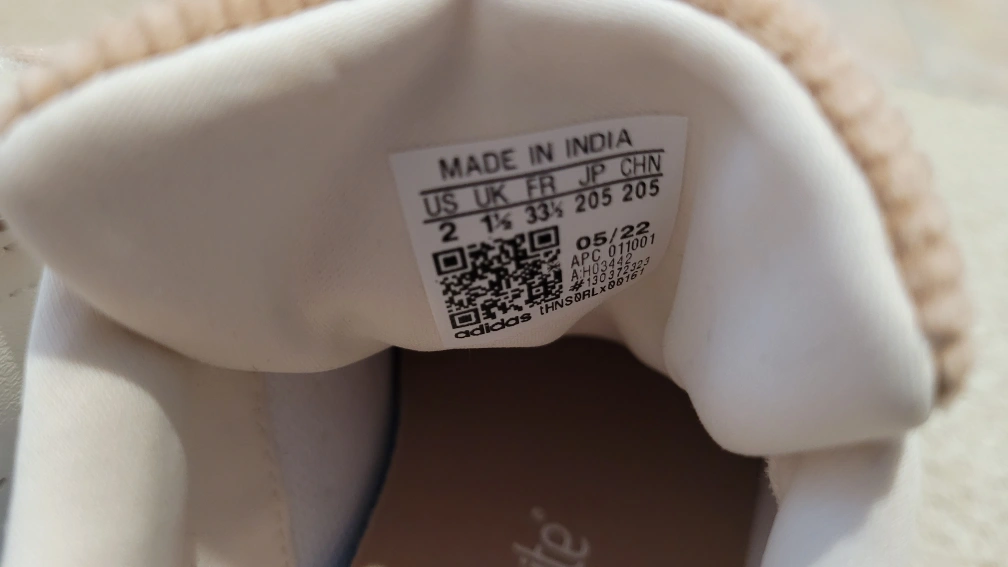 MADE IN INDIA
US UK FR JP CHN
2 1½ 33½ 205 205
05/22
APC 011001
A:H03442
#130372323
tHNS0RLx00161
adidas